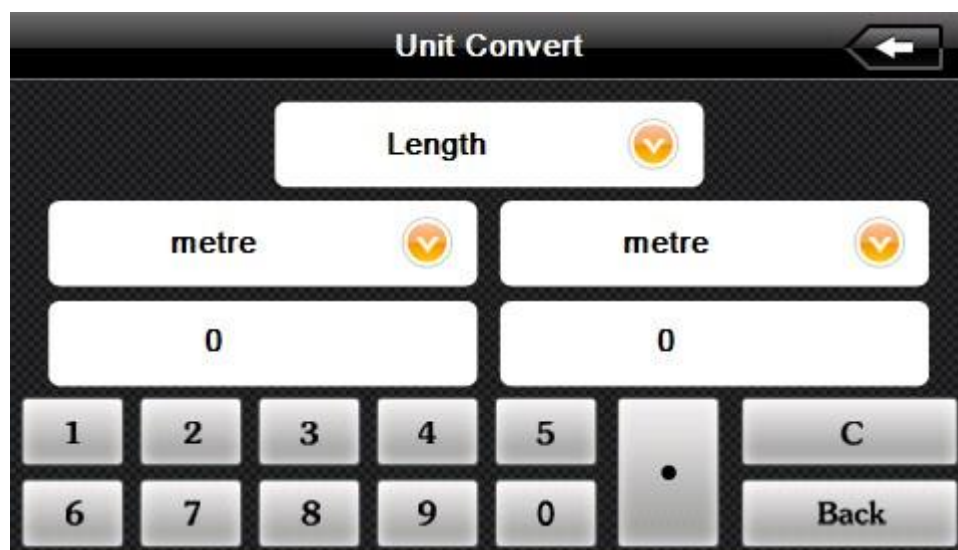 Unit Convert
Length
metre metre
0 0
1 2 3 4 5 . C
6 7 8 9 0 Back